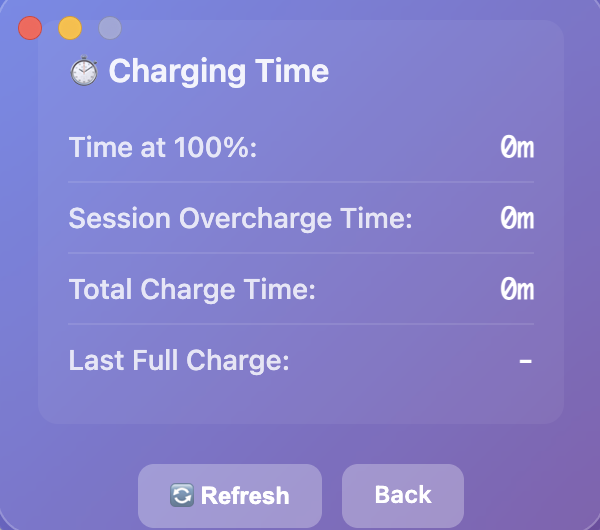 Charging Time
Time at 100%: 0m
Session Overcharge Time: 0m
Total Charge Time: 0m
Last Full Charge: -
Refresh Back